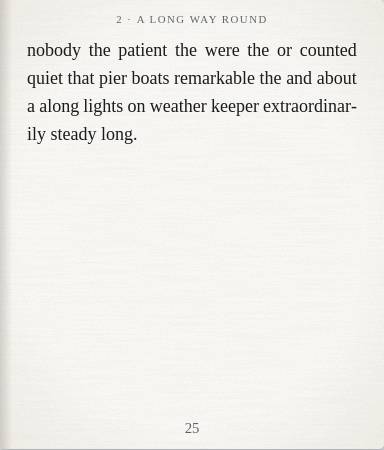 2 · A LONG WAY ROUND
nobody the patient the were the or counted
quiet that pier boats remarkable the and about
a along lights on weather keeper extraordinar-
ily steady long.
25